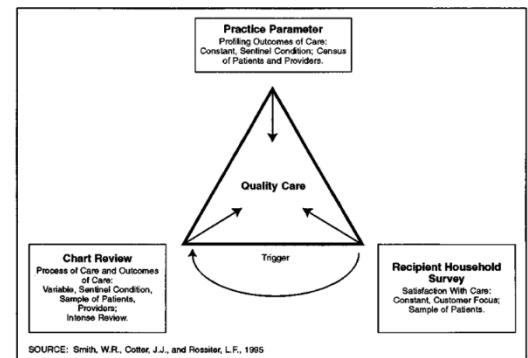 Practice Parameter
Profiling Outcomes of Care:
Constant, Sentinel Condition; Census
of Patients and Providers.
Quality Care
Trigger
Chart Review
Process of Care and Outcomes
of Care:
Variable, Sentinel Condition,
Sample of Patients,
Providers;
Intense Review.
Recipient Household
Survey
Satisfaction With Care:
Constant, Customer Focus;
Sample of Patients.
SOURCE: Smith, W.R., Cotter, J.J., and Rossiter, L.F., 1995